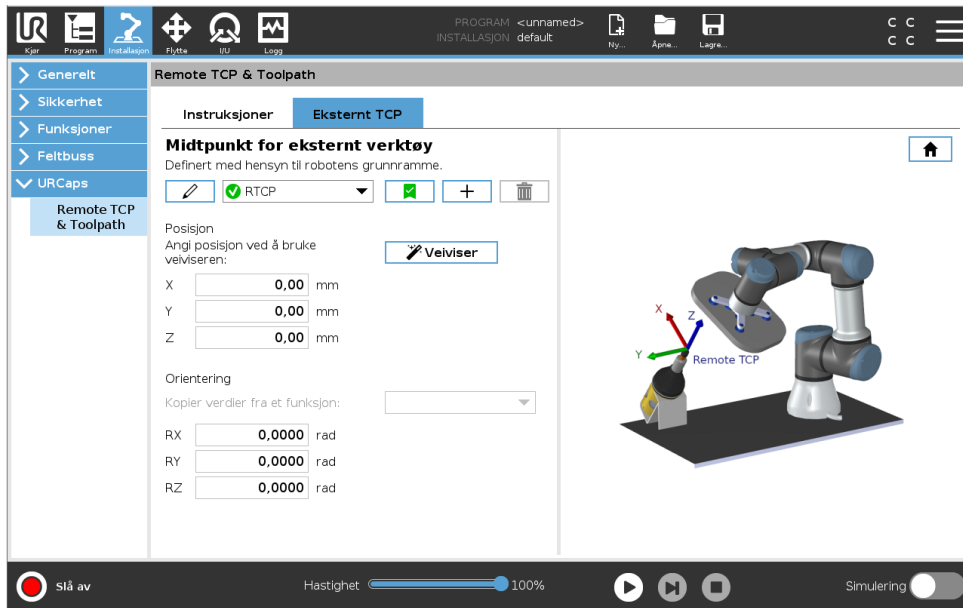 PROGRAM <unnamed>
INSTALLASJON default
Kjør Program Installasjon Flytte I/U Logg Ny... Åpne... Lagre...
C C
C C
Generelt
Sikkerhet
Funksjoner
Feltbuss
URCaps
Remote TCP
& Toolpath
Remote TCP & Toolpath
Instruksjoner Eksternt TCP
Midtpunkt for eksternt verktøy
Definert med hensyn til robotens grunnramme.
RTCP
Posisjon
Angi posisjon ved å bruke
veiviseren:
Veiviser
X 0,00 mm
Y 0,00 mm
Z 0,00 mm
Orientering
Kopier verdier fra et funksjon:
RX 0,0000 rad
RY 0,0000 rad
RZ 0,0000 rad
X
Z
Y
Remote TCP
Slå av Hastighet 100% Simulering